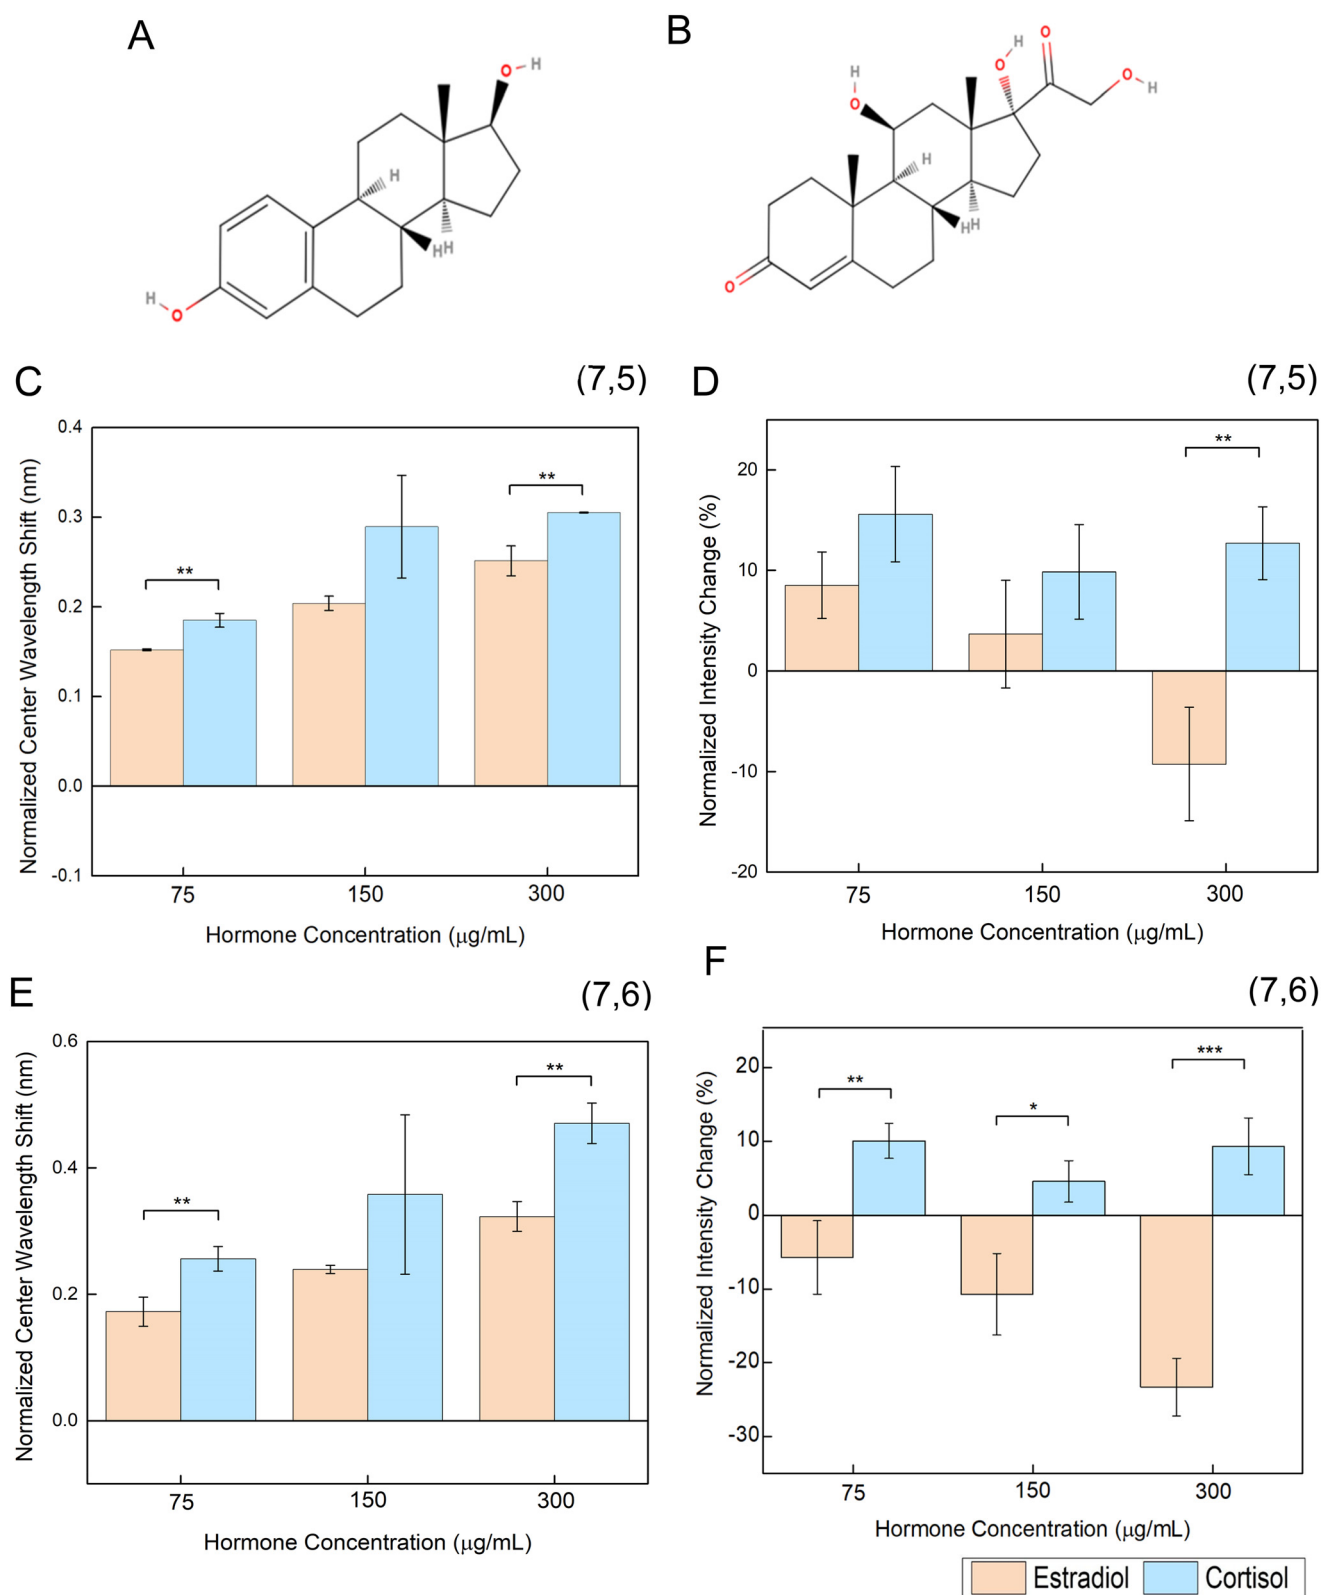 A
B
O H
H
H H
H O
H
O
H
O
O
H
H
O
H
H H
O
C
(7,5)
Normalized Center Wavelength Shift (nm)
0.4
0.3
0.2
0.1
0.0
-0.1
**
**
75
150
300
Hormone Concentration (μg/mL)
D
(7,5)
Normalized Intensity Change (%)
20
10
0
-10
-20
**
75
150
300
Hormone Concentration (μg/mL)
E
(7,6)
Normalized Center Wavelength Shift (nm)
0.6
0.4
0.2
0.0
**
**
75
150
300
Hormone Concentration (μg/mL)
F
(7,6)
Normalized Intensity Change (%)
20
10
0
-10
-20
-30
**
*
***
75
150
300
Hormone Concentration (μg/mL)
Estradiol
Cortisol